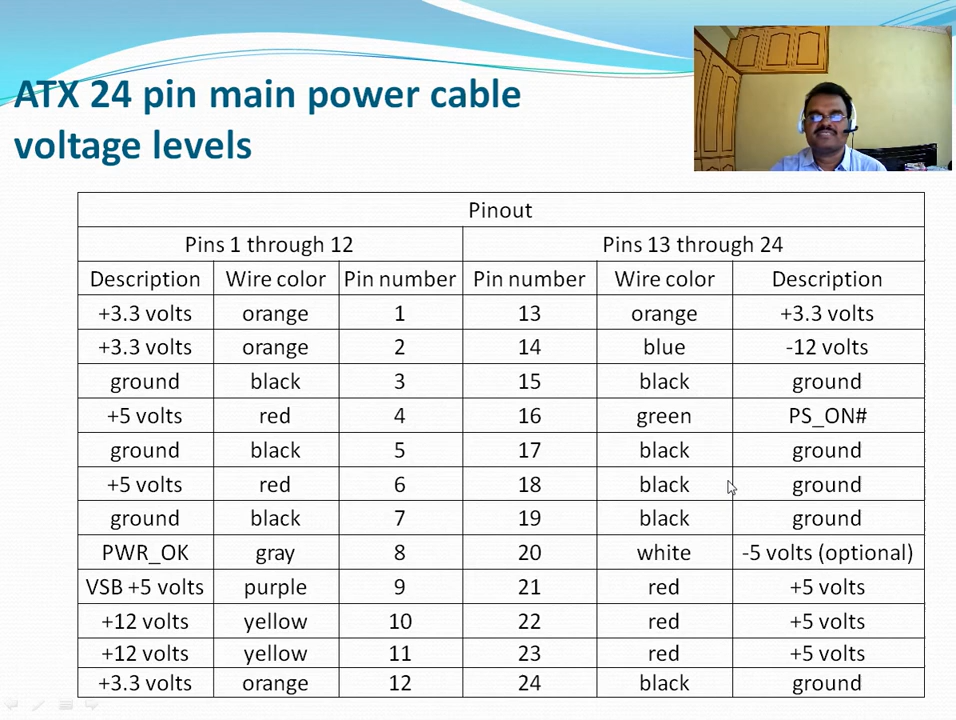 ATX 24 pin main power cable
voltage levels
Pinout
Pins 1 through 12 Pins 13 through 24
Description Wire color Pin number Pin number Wire color Description
+3.3 volts orange 1 13 orange +3.3 volts
+3.3 volts orange 2 14 blue -12 volts
ground black 3 15 black ground
+5 volts red 4 16 green PS_ON#
ground black 5 17 black ground
+5 volts red 6 18 black ground
ground black 7 19 black ground
PWR_OK gray 8 20 white -5 volts (optional)
VSB +5 volts purple 9 21 red +5 volts
+12 volts yellow 10 22 red +5 volts
+12 volts yellow 11 23 red +5 volts
+3.3 volts orange 12 24 black ground